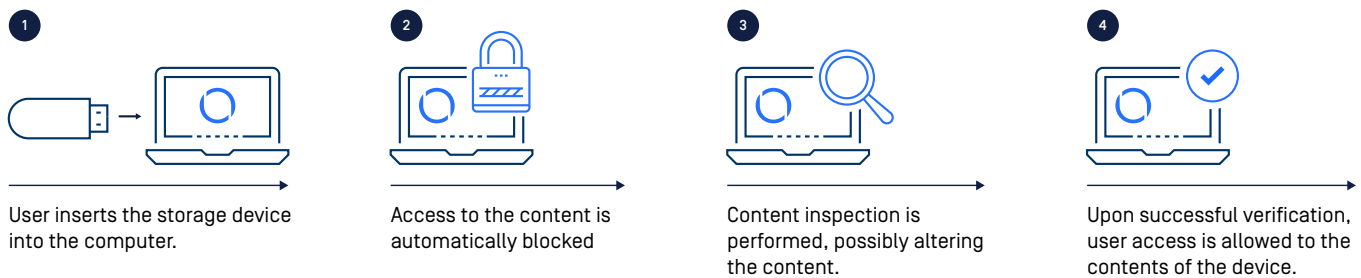 1
User inserts the storage device
into the computer.
2
Access to the content is
automatically blocked
3
Content inspection is
performed, possibly altering
the content.
4
Upon successful verification,
user access is allowed to the
contents of the device.